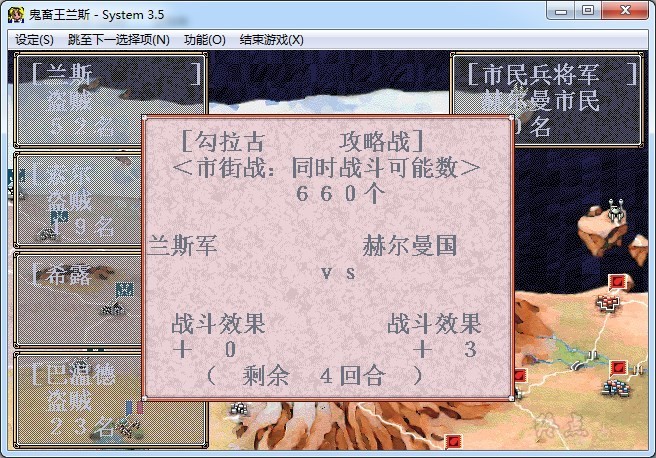 鬼畜王兰斯 - System 3.5
设定(S) 跳至下一选择项(N) 功能(O) 结束游戏(X)
[兰斯 ]
盗贼
５２名
[市民兵将军 ]
赫尔曼市民
０名
[勾拉古 攻略战]
＜市街战：同时战斗可能数＞
６６０个
兰斯军 赫尔曼国
ｖｓ
战斗效果 战斗效果
＋ ０ ＋ ３
（ 剩余 ４回合 ）
盗贼
１９名
[希露
[巴温德
盗贼
２３名